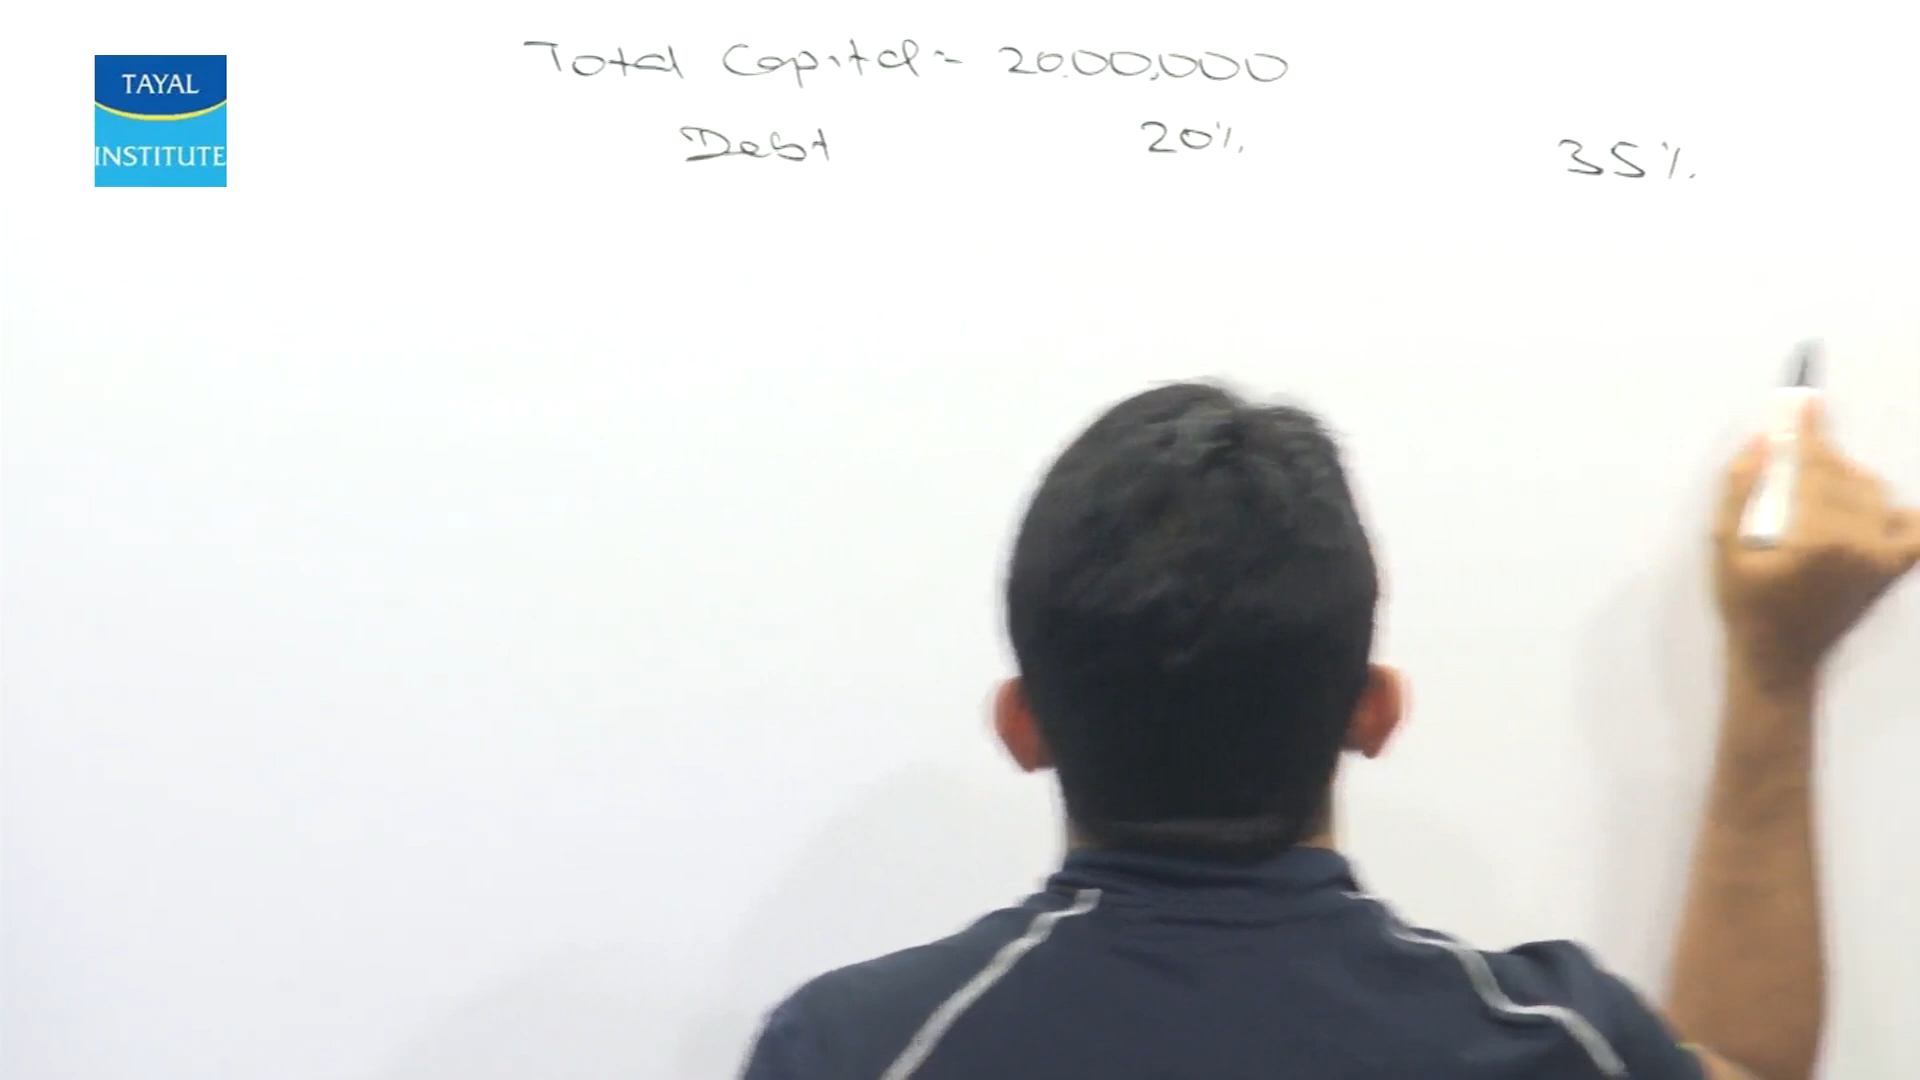 TAYAL
INSTITUTE
Total Capital = 20,00,000
Debt 20% 35%